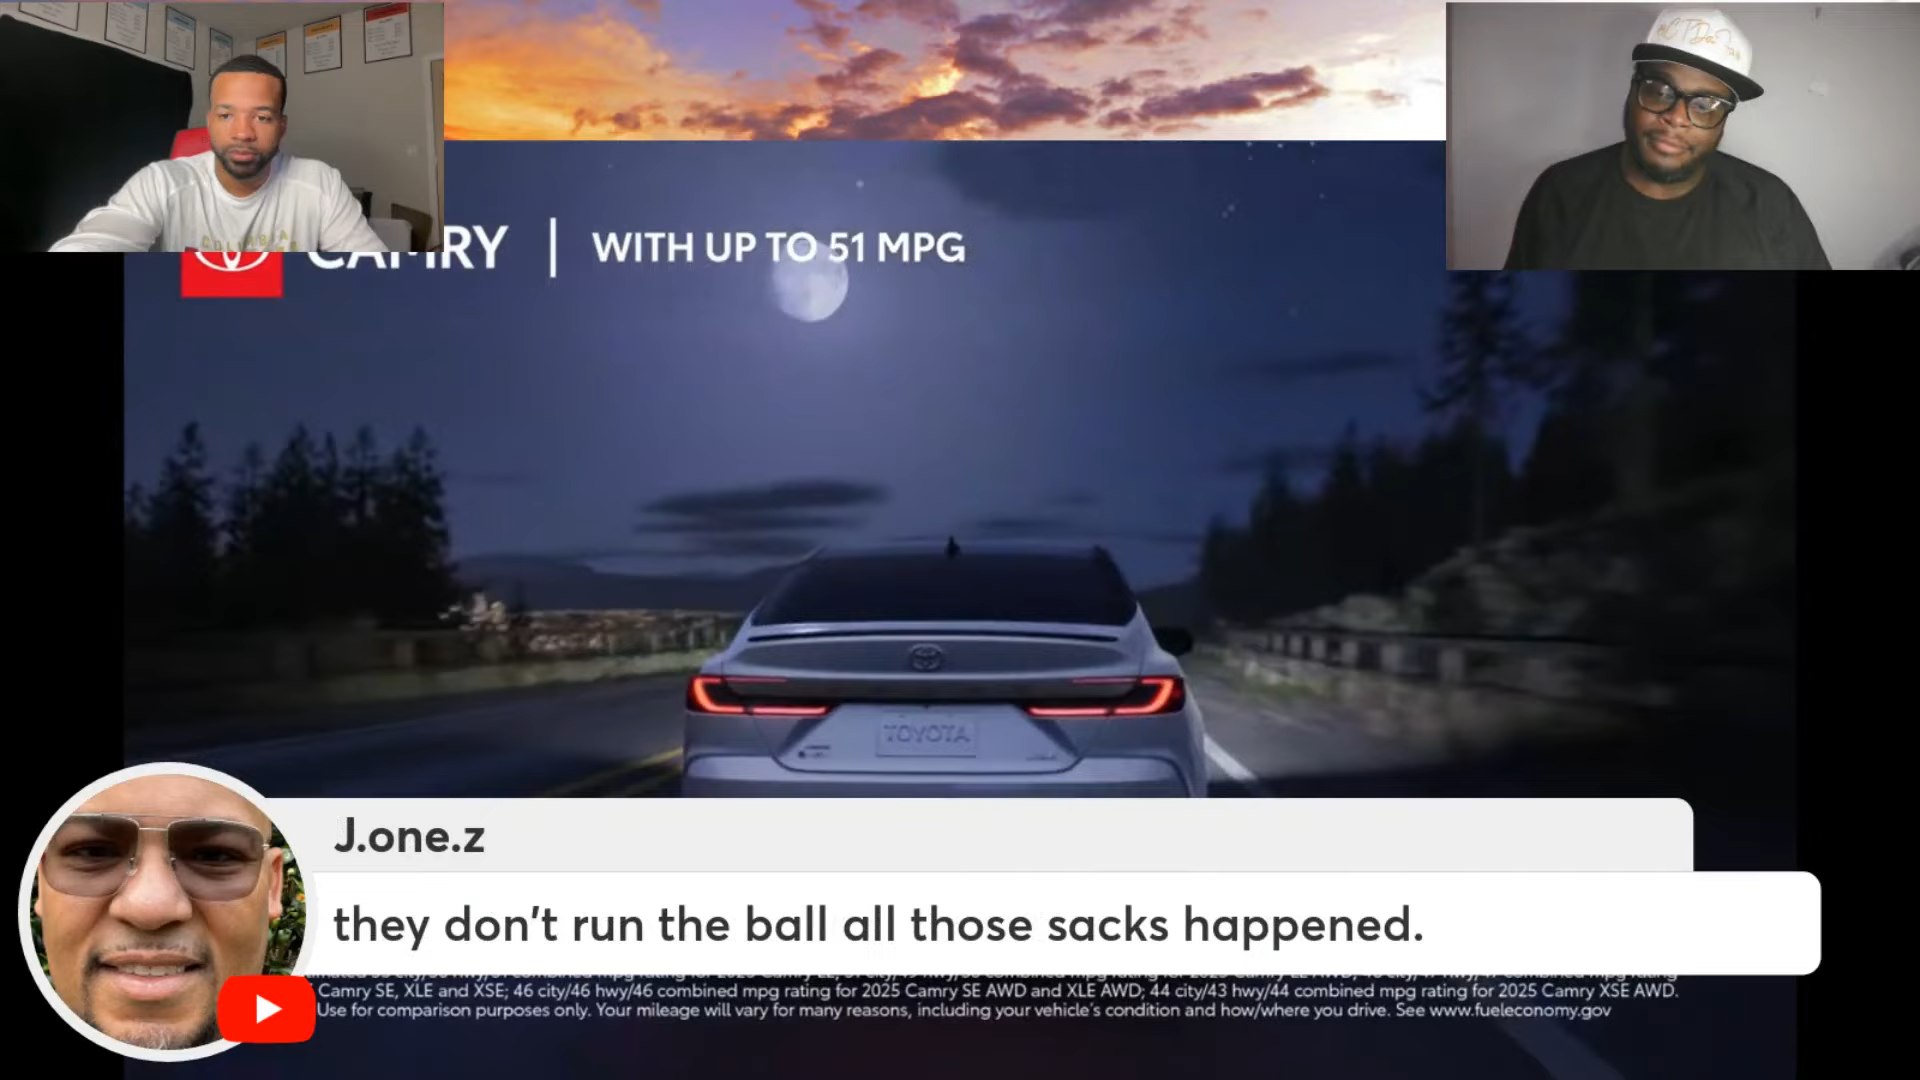 CAMRY | WITH UP TO 51 MPG
TOYOTA
J.one.z
they don't run the ball all those sacks happened.
Camry SE, XLE and XSE; 46 city/46 hwy/46 combined mpg rating for 2025 Camry SE AWD and XLE AWD; 44 city/43 hwy/44 combined mpg rating for 2025 Camry XSE AWD.
Use for comparison purposes only. Your mileage will vary for many reasons, including your vehicle's condition and how/where you drive. See www.fueleconomy.gov